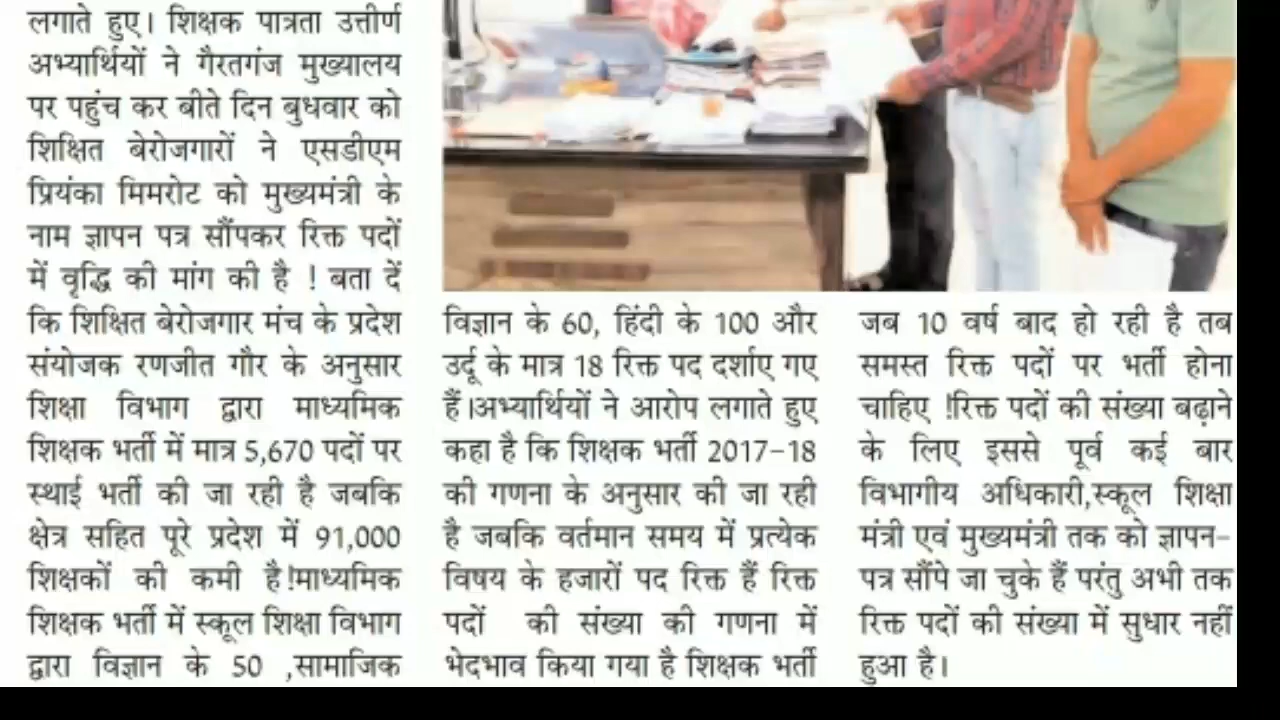 लगाते हुए। शिक्षक पात्रता उत्तीर्ण
अभ्यार्थियों ने गैरतगंज मुख्यालय
पर पहुंच कर बीते दिन बुधवार को
शिक्षित बेरोजगारों ने एसडीएम
प्रियंका मिमरोट को मुख्यमंत्री के
नाम ज्ञापन पत्र सौंपकर रिक्त पदों
में वृद्धि की मांग की है ! बता दें
कि शिक्षित बेरोजगार मंच के प्रदेश
संयोजक रणजीत गौर के अनुसार
शिक्षा विभाग द्वारा माध्यमिक
शिक्षक भर्ती में मात्र 5,670 पदों पर
स्थाई भर्ती की जा रही है जबकि
क्षेत्र सहित पूरे प्रदेश में 91,000
शिक्षकों की कमी है!माध्यमिक
शिक्षक भर्ती में स्कूल शिक्षा विभाग
द्वारा विज्ञान के 50 ,सामाजिक
विज्ञान के 60, हिंदी के 100 और
उर्दू के मात्र 18 रिक्त पद दर्शाए गए
हैं।अभ्यार्थियों ने आरोप लगाते हुए
कहा है कि शिक्षक भर्ती 2017-18
की गणना के अनुसार की जा रही
है जबकि वर्तमान समय में प्रत्येक
विषय के हजारों पद रिक्त हैं रिक्त
पदों की संख्या की गणना में
भेदभाव किया गया है शिक्षक भर्ती
जब 10 वर्ष बाद हो रही है तब
समस्त रिक्त पदों पर भर्ती होना
चाहिए !रिक्त पदों की संख्या बढ़ाने
के लिए इससे पूर्व कई बार
विभागीय अधिकारी,स्कूल शिक्षा
मंत्री एवं मुख्यमंत्री तक को ज्ञापन-
पत्र सौंपे जा चुके हैं परंतु अभी तक
रिक्त पदों की संख्या में सुधार नहीं
हुआ है।